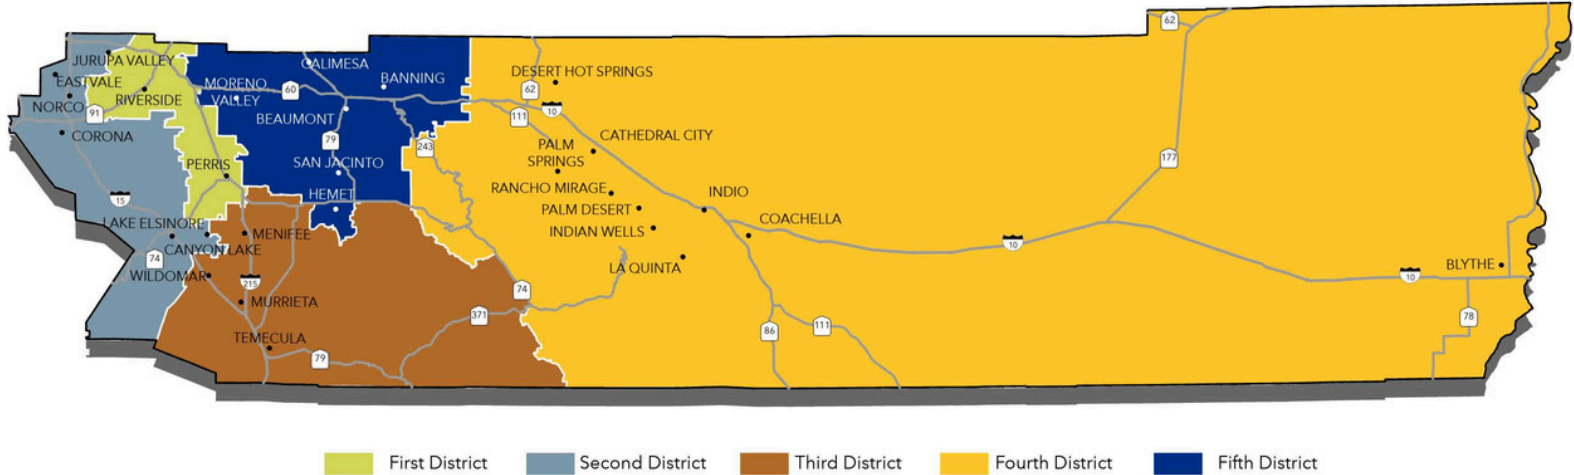 62
JURUPA VALLEY
CALIMESA
DESERT HOT SPRINGS
EASTVALE
MORENO
VALLEY
60
BANNING
62
NORCO
91
RIVERSIDE
BEAUMONT
111
10
CORONA
79
243
PALM
SPRINGS
CATHEDRAL CITY
177
PERRIS
SAN JACINTO
15
HEMET
RANCHO MIRAGE
INDIO
PALM DESERT
COACHELLA
LAKE ELSINORE
MENIFEE
INDIAN WELLS
10
CANYON LAKE
74
LA QUINTA
BLYTHE
WILDOMAR
215
10
MURRIETA
74
371
78
TEMECULA
86
111
79
First District
Second District
Third District
Fourth District
Fifth District